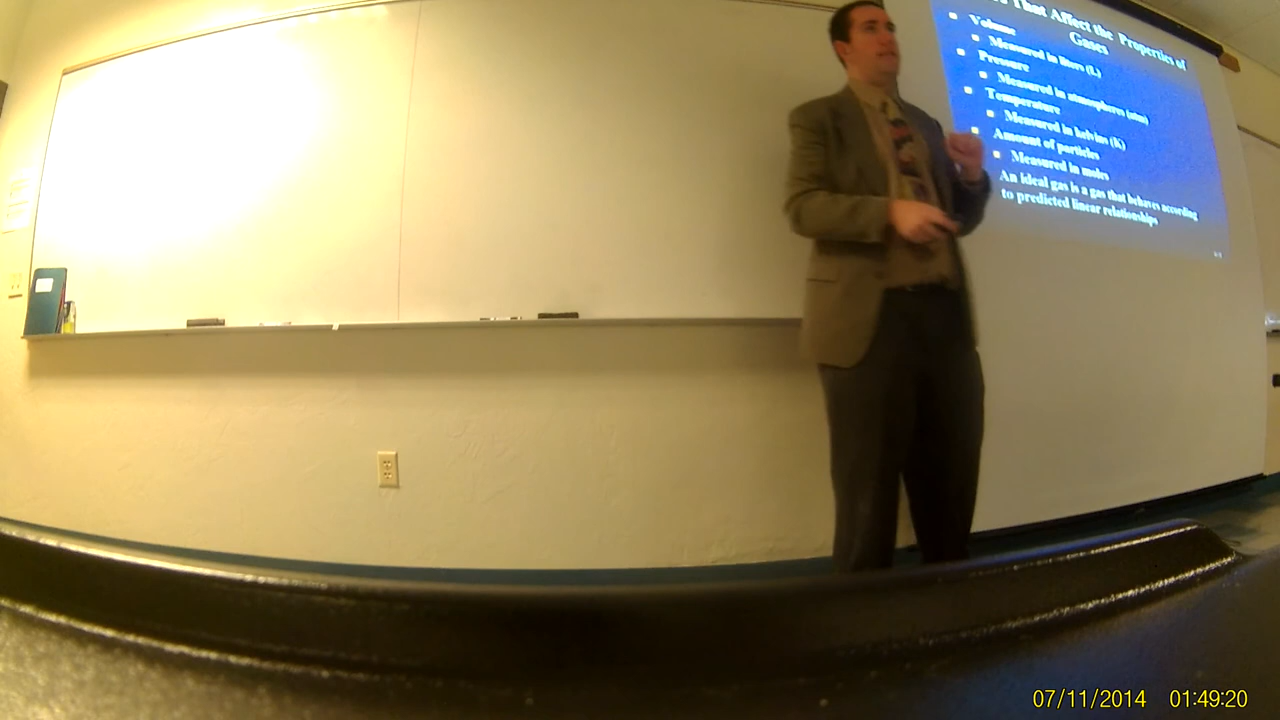 That Affect the Properties of
Gases
Volume
Measured in liters (L)
Pressure
Measured in atmospheres (atm)
Temperature
Measured in kelvins (K)
Amount of particles
Measured in moles
An ideal gas is a gas that behaves according
to predicted linear relationships
07/11/2014 01:49:20